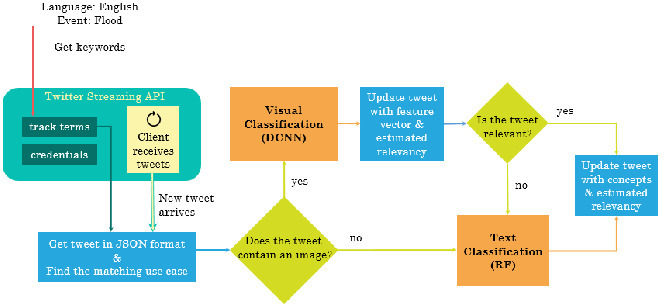 Language: English
Event: Flood
Get keywords
Twitter Streaming API
track terms
credentials
Client
receives
tweets
New tweet
arrives
Get tweet in JSON format
&
Find the matching use case
Does the tweet
contain an image?
yes
no
Visual
Classification
(DCNN)
Update tweet
with feature
vector &
estimated
relevancy
Is the tweet
relevant?
yes
no
Text
Classification
(RF)
Update tweet
with concepts
& estimated
relevancy